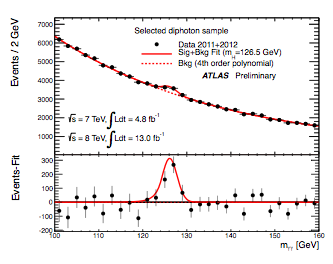 Selected diphoton sample
Data 2011+2012
Sig+Bkg Fit (m_H=126.5 GeV)
Bkg (4th order polynomial)
ATLAS Preliminary
√s = 7 TeV, ∫Ldt = 4.8 fb⁻¹
√s = 8 TeV, ∫Ldt = 13.0 fb⁻¹
Events / 2 GeV
7000
6000
5000
4000
3000
2000
1000
Events-Fit
300
200
100
0
-100
-200
100 110 120 130 140 150 160
m_γγ [GeV]